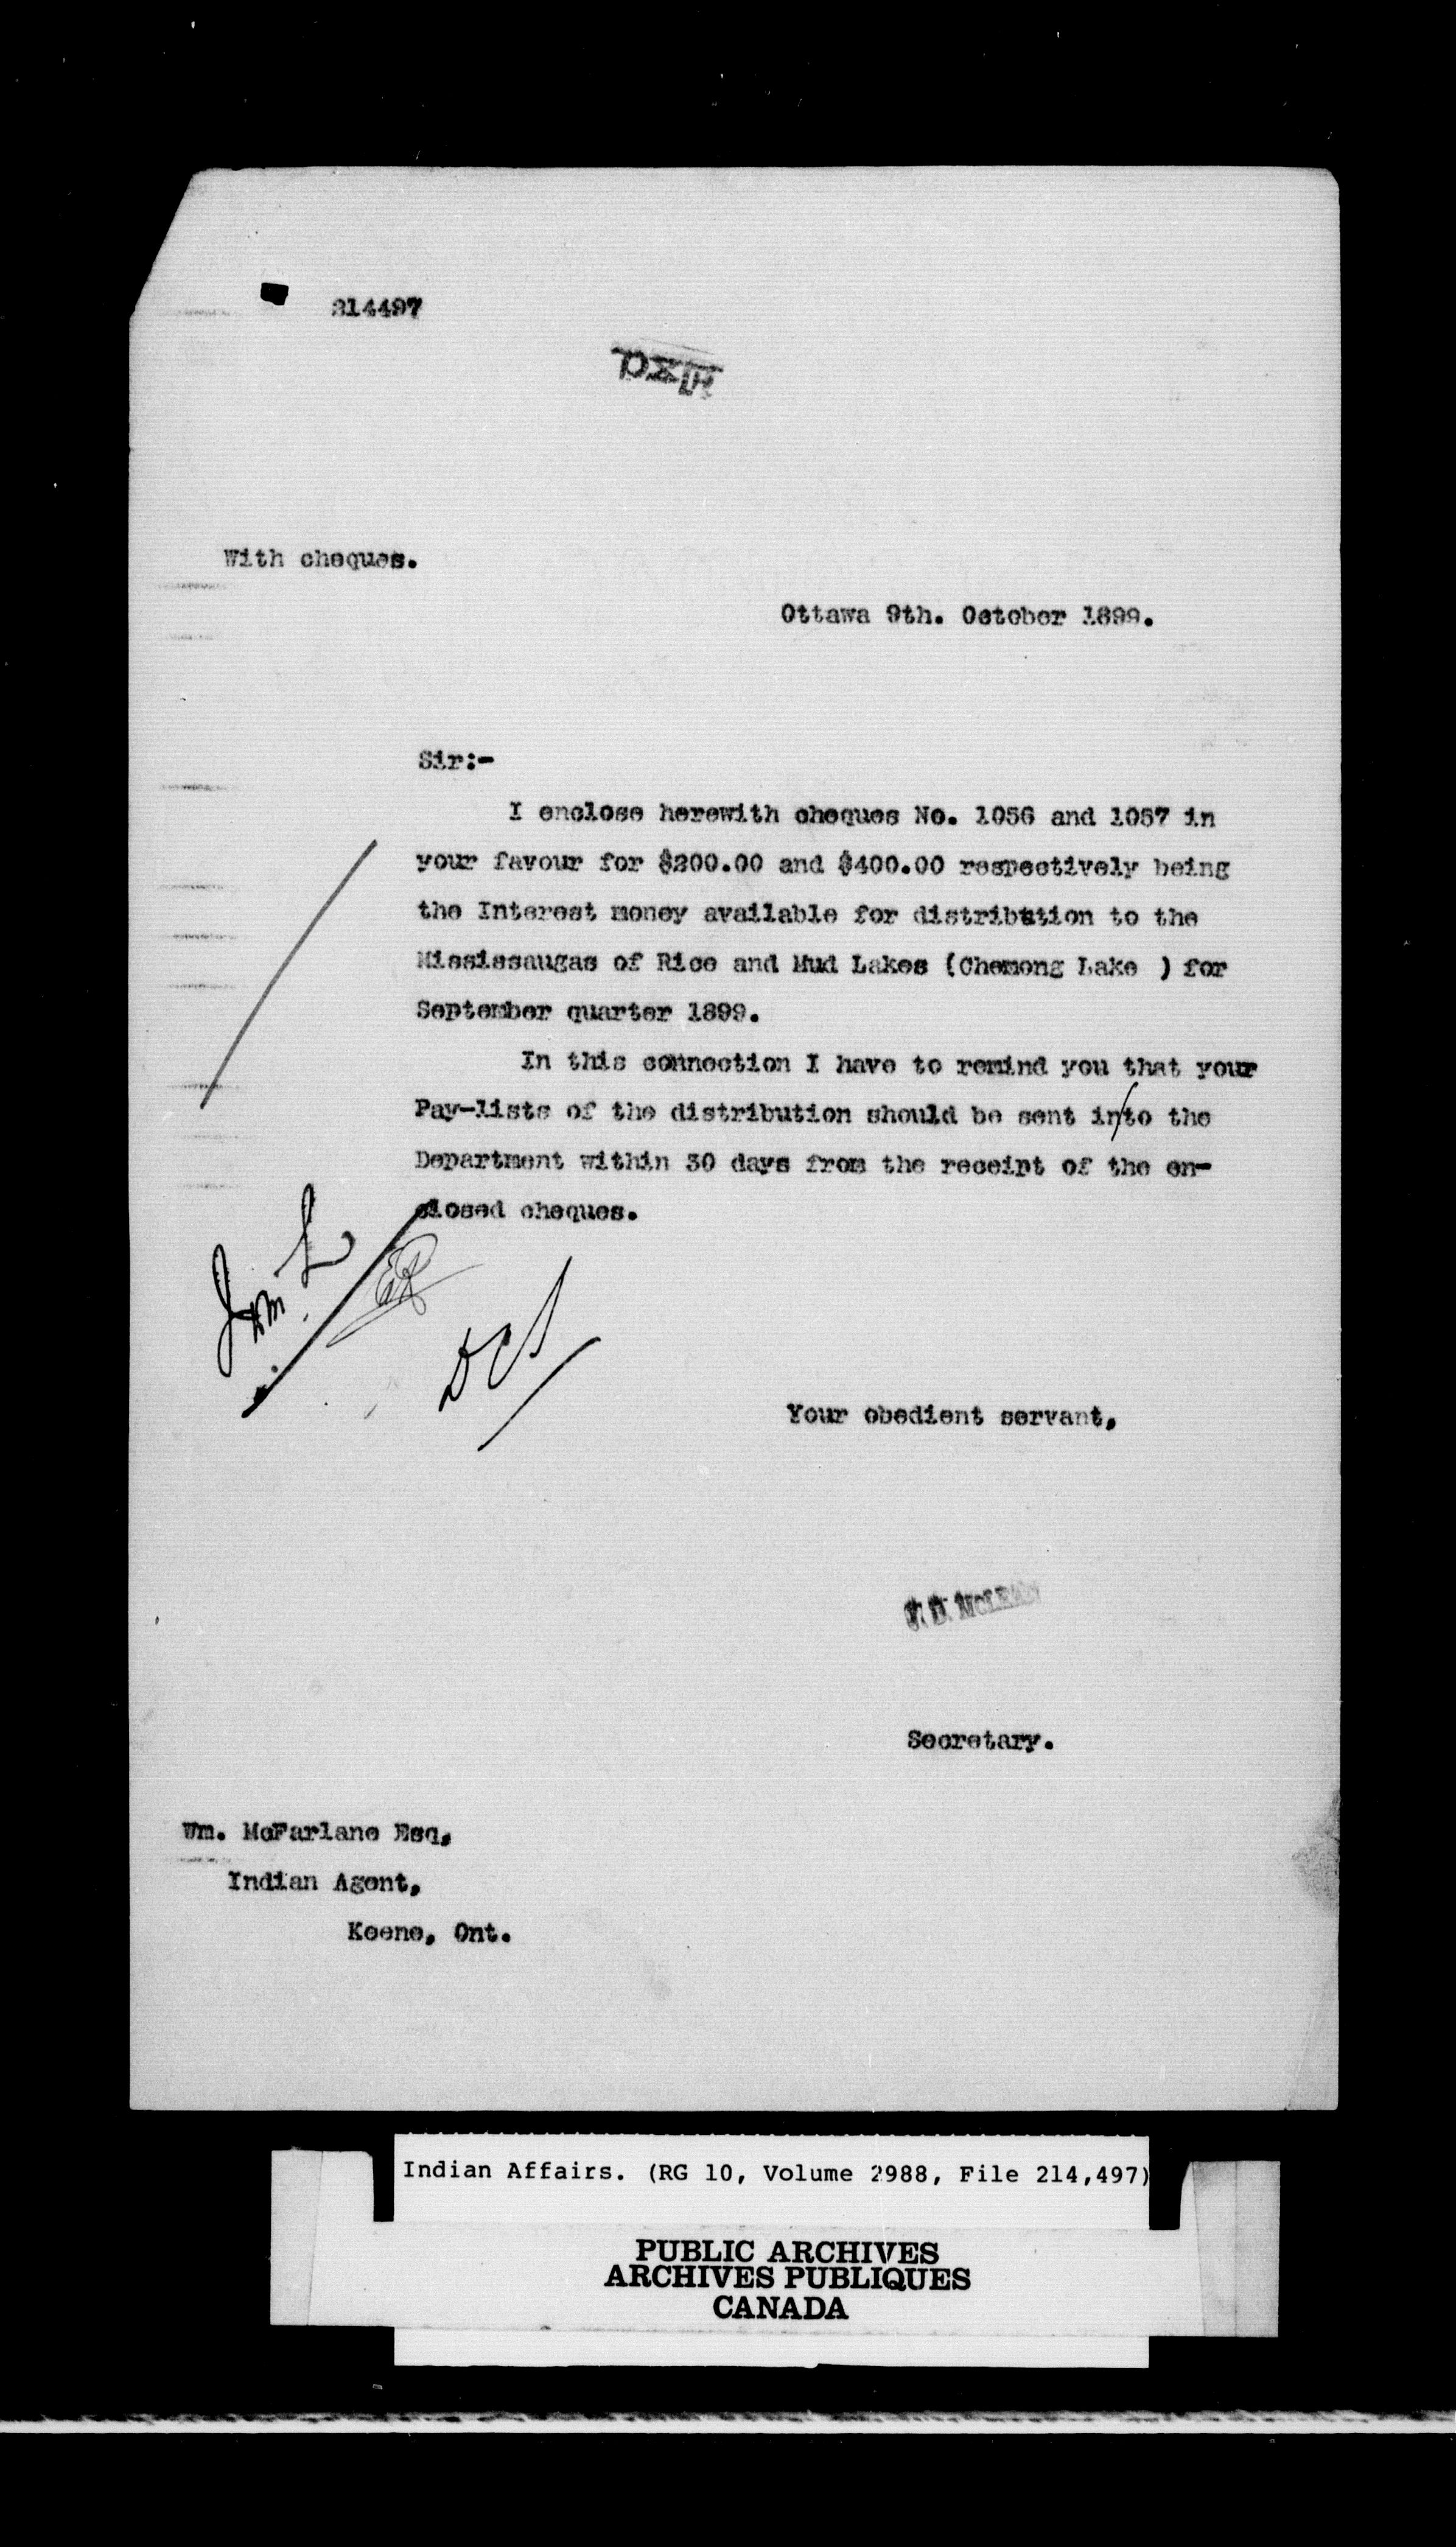 214497
With cheques.
Ottawa 9th. October 1899.
Sir:-
I enclose herewith cheques No. 1056 and 1057 in
your favour for $200.00 and $400.00 respectively being
the Interest money available for distribution to the
Mississaugas of Rice and Mud Lakes (Chemong Lake ) for
September quarter 1899.
In this connection I have to remind you that your
Pay-lists of the distribution should be sent in/to the
Department within 30 days from the receipt of the en-
closed cheques.
DCS
Your obedient servant,
J. D. McLEAN
Secretary.
Wm. McFarlane Esq,
Indian Agent,
Keene, Ont.
Indian Affairs. (RG 10, Volume 2988, File 214,497)
PUBLIC ARCHIVES
ARCHIVES PUBLIQUES
CANADA